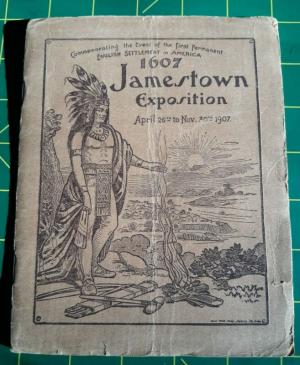 Commemorating the Event of the First Permanent
ENGLISH SETTLEMENT IN AMERICA
1607
Jamestown
Exposition
April 26TH to Nov. 30TH 1907.